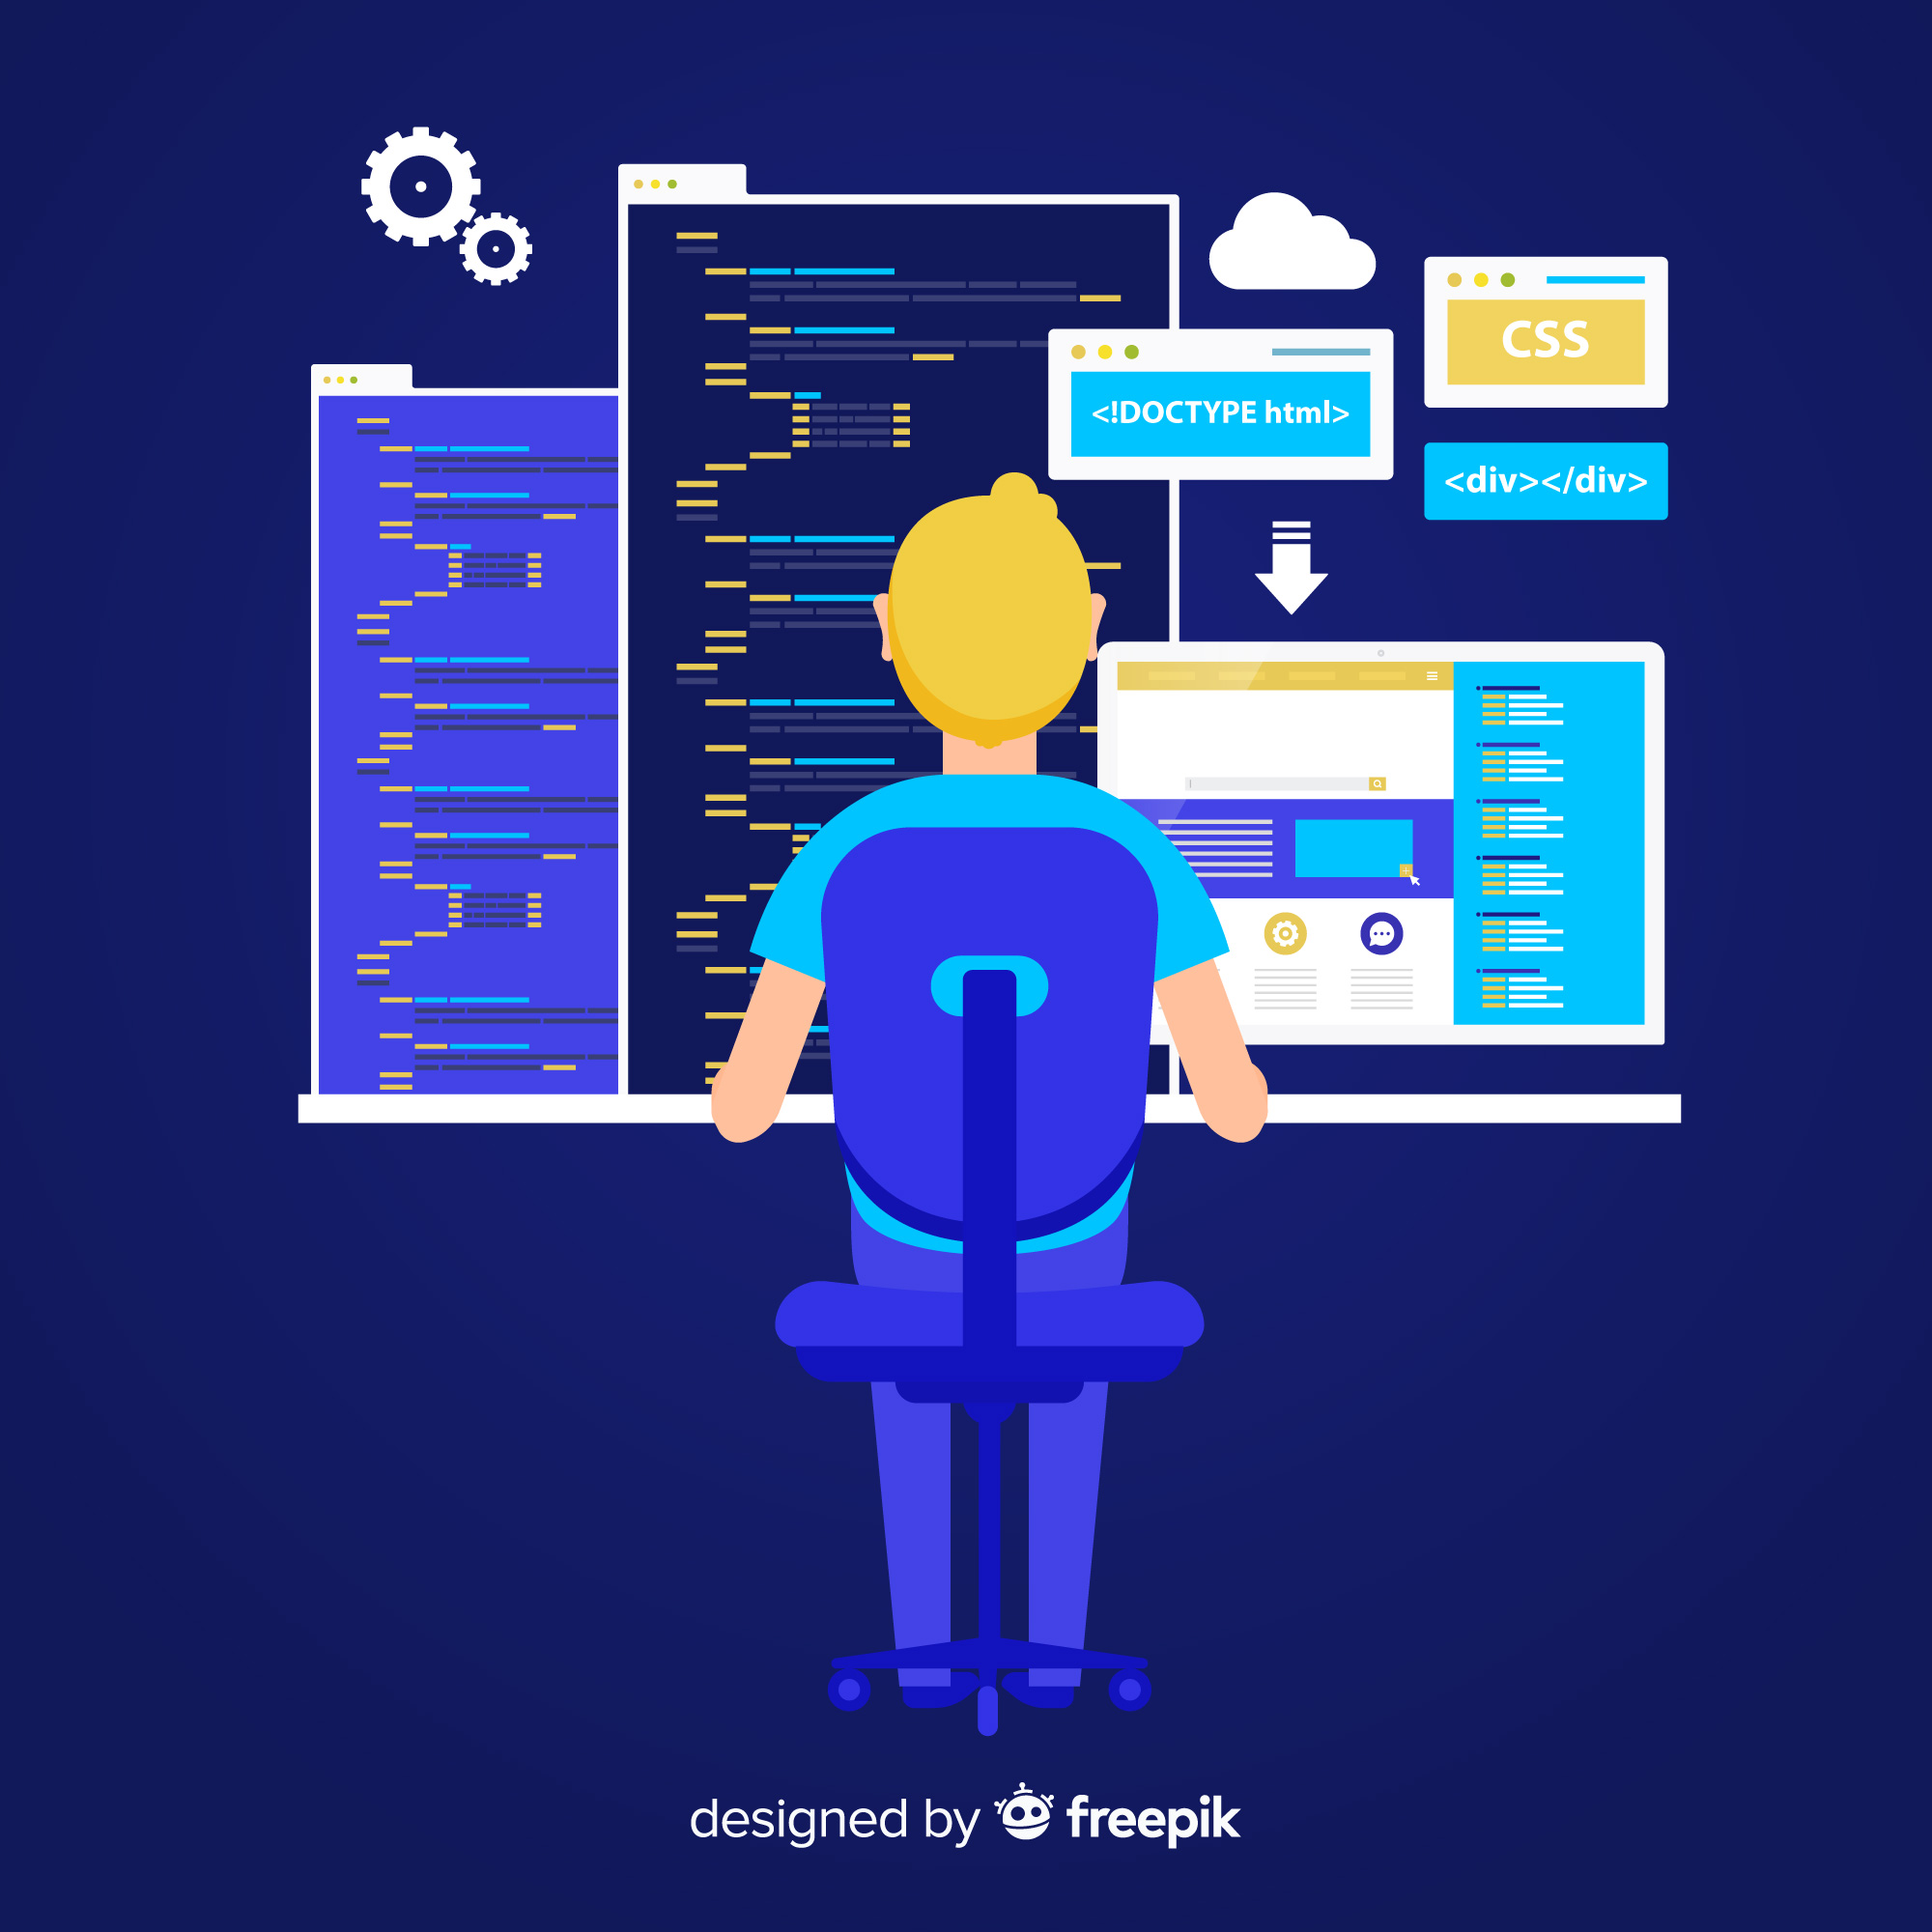 CSS
<!DOCTYPE html>
<div></div>
designed by freepik